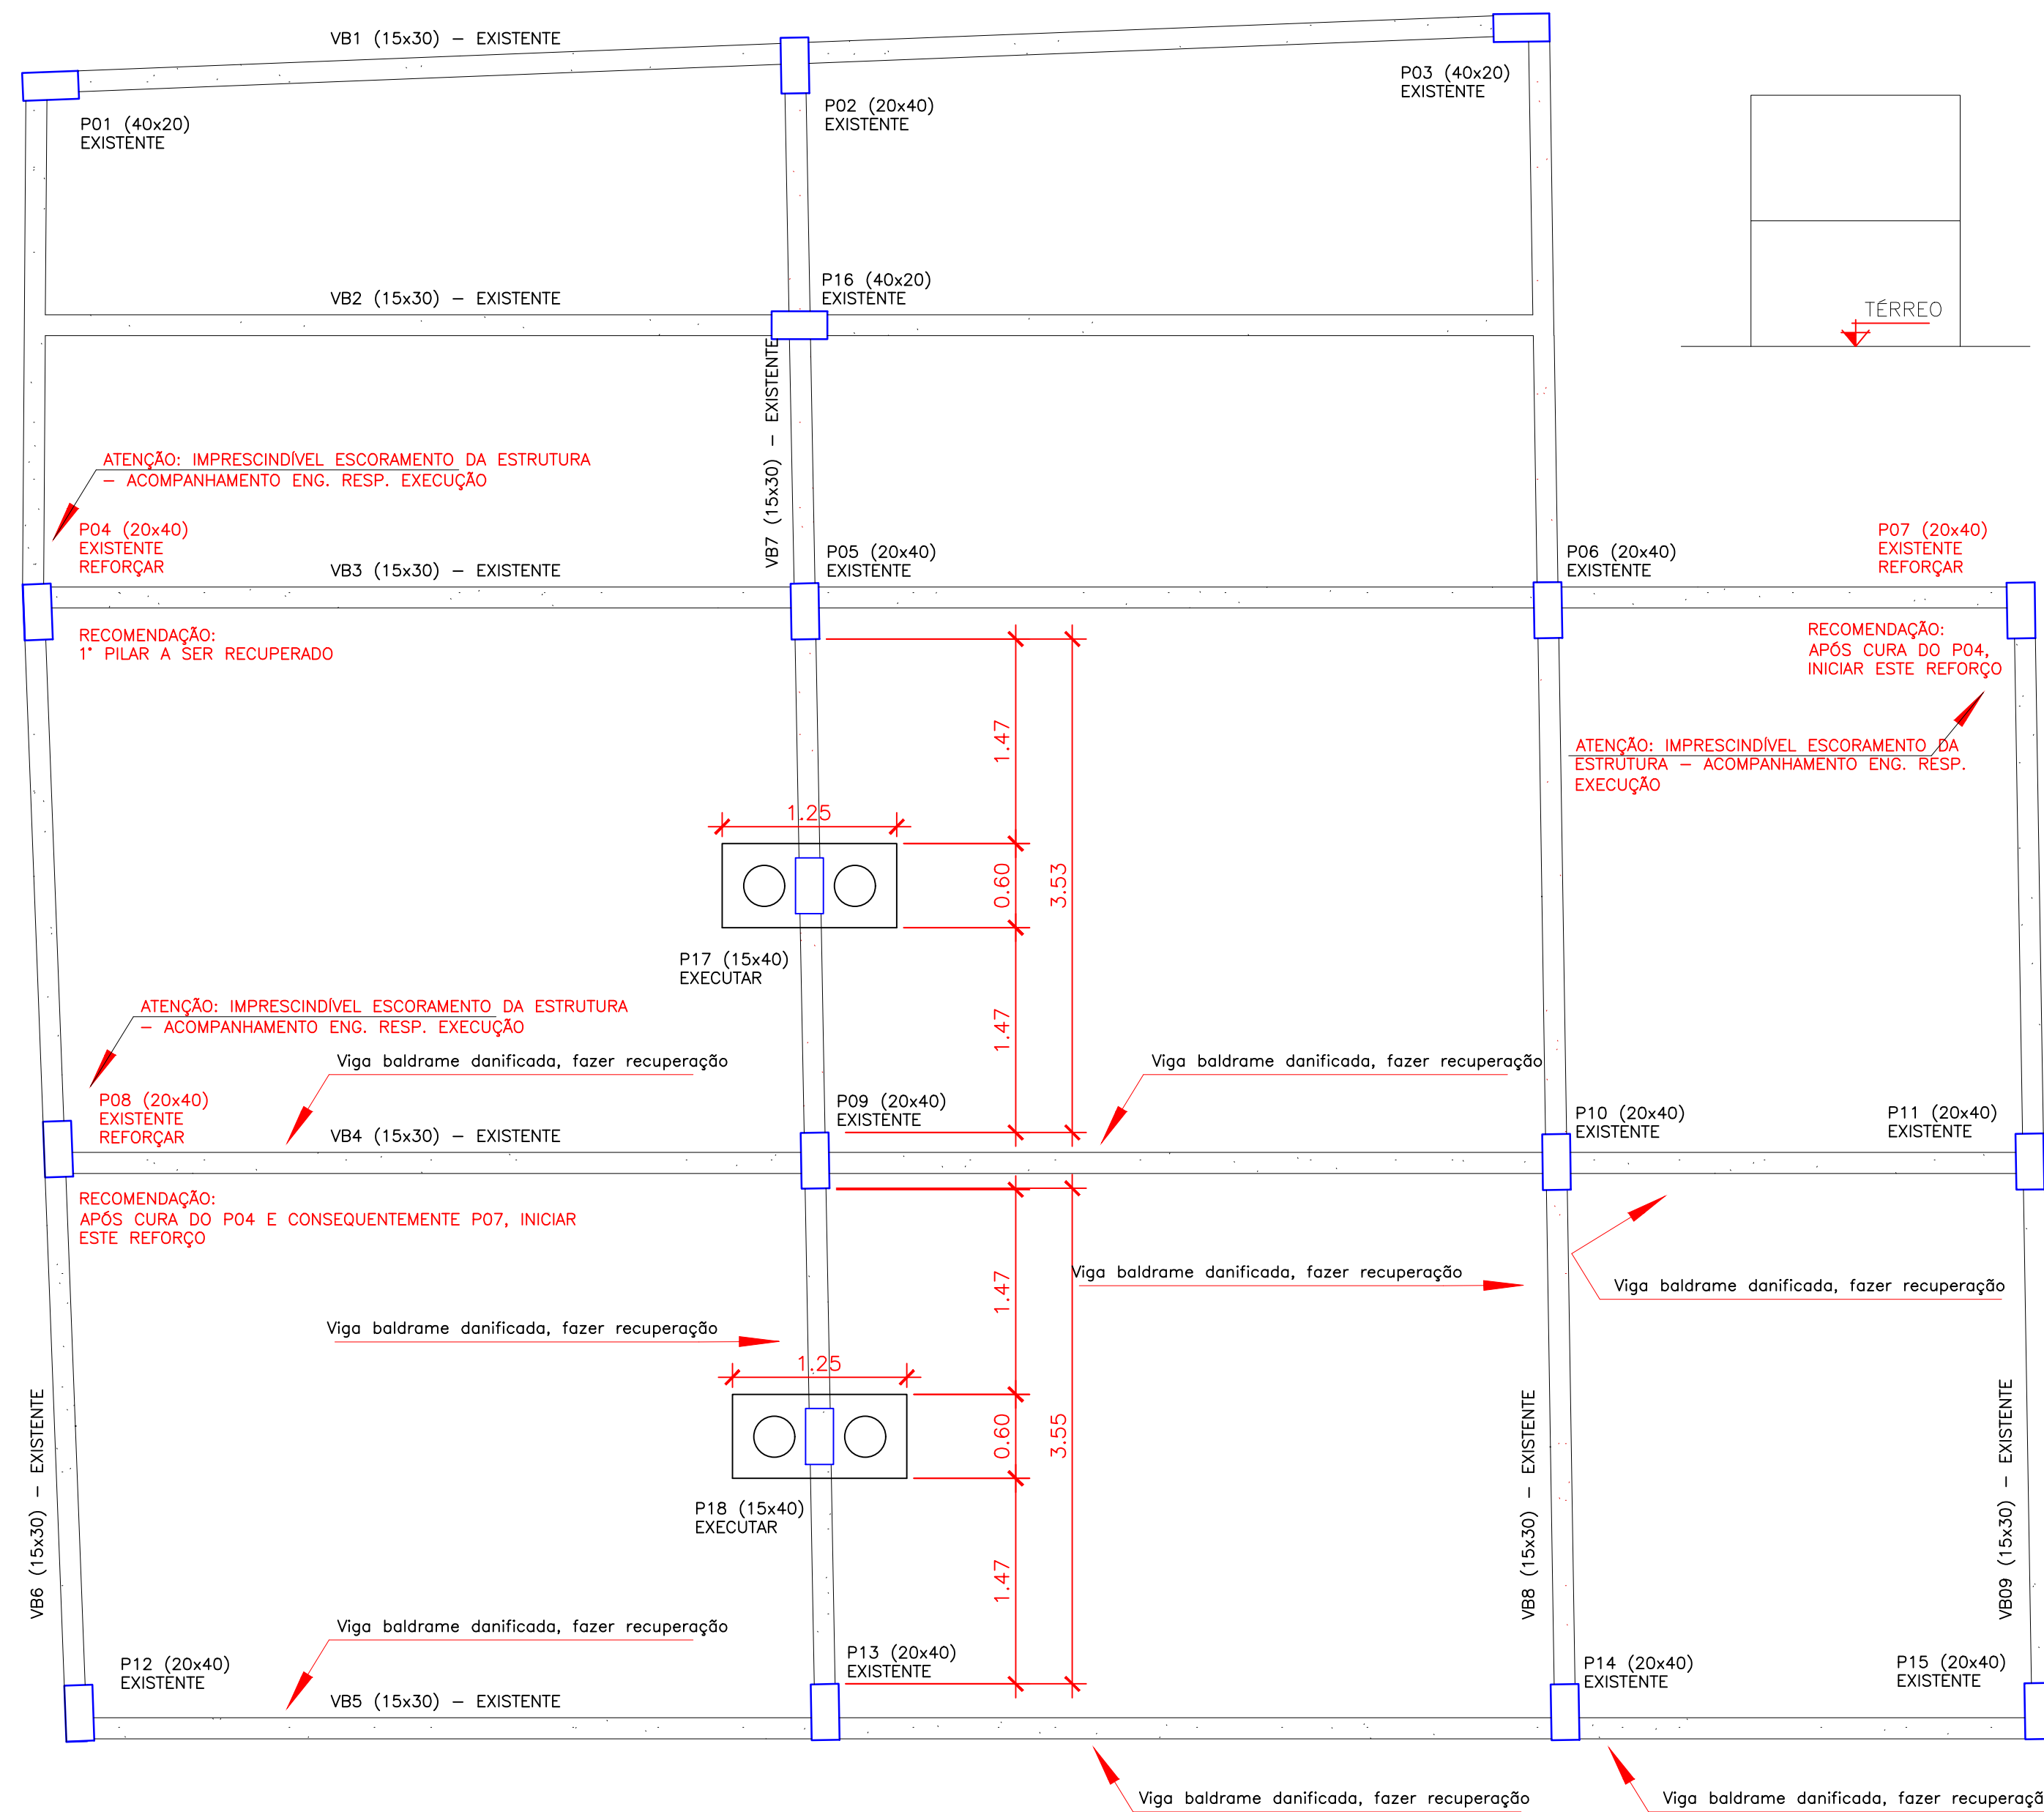 VB1 (15x30) – EXISTENTE
P01 (40x20)
EXISTENTE
P02 (20x40)
EXISTENTE
P03 (40x20)
EXISTENTE
TÉRREO
VB2 (15x30) – EXISTENTE
P16 (40x20)
EXISTENTE
VB7 (15x30) – EXISTENTE
ATENÇÃO: IMPRESCINDÍVEL ESCORAMENTO DA ESTRUTURA
– ACOMPANHAMENTO ENG. RESP. EXECUÇÃO
P04 (20x40)
EXISTENTE
REFORÇAR
VB3 (15x30) – EXISTENTE
P05 (20x40)
EXISTENTE
P06 (20x40)
EXISTENTE
P07 (20x40)
EXISTENTE
REFORÇAR
RECOMENDAÇÃO:
1° PILAR A SER RECUPERADO
RECOMENDAÇÃO:
APÓS CURA DO P04,
INICIAR ESTE REFORÇO
ATENÇÃO: IMPRESCINDÍVEL ESCORAMENTO DA
ESTRUTURA – ACOMPANHAMENTO ENG. RESP.
EXECUÇÃO
1.47
1.25
0.60
3.53
P17 (15x40)
EXECUTAR
1.47
ATENÇÃO: IMPRESCINDÍVEL ESCORAMENTO DA ESTRUTURA
– ACOMPANHAMENTO ENG. RESP. EXECUÇÃO
Viga baldrame danificada, fazer recuperação
Viga baldrame danificada, fazer recuperação
P08 (20x40)
EXISTENTE
REFORÇAR
VB4 (15x30) – EXISTENTE
P09 (20x40)
EXISTENTE
P10 (20x40)
EXISTENTE
P11 (20x40)
EXISTENTE
RECOMENDAÇÃO:
APÓS CURA DO P04 E CONSEQUENTEMENTE P07, INICIAR
ESTE REFORÇO
1.47
Viga baldrame danificada, fazer recuperação
Viga baldrame danificada, fazer recuperação
Viga baldrame danificada, fazer recuperação
1.25
0.60
3.55
P18 (15x40)
EXECUTAR
1.47
VB6 (15x30) – EXISTENTE
VB8 (15x30) – EXISTENTE
VB09 (15x30) – EXISTENTE
Viga baldrame danificada, fazer recuperação
P12 (20x40)
EXISTENTE
VB5 (15x30) – EXISTENTE
P13 (20x40)
EXISTENTE
P14 (20x40)
EXISTENTE
P15 (20x40)
EXISTENTE
Viga baldrame danificada, fazer recuperação
Viga baldrame danificada, fazer recuperaçã